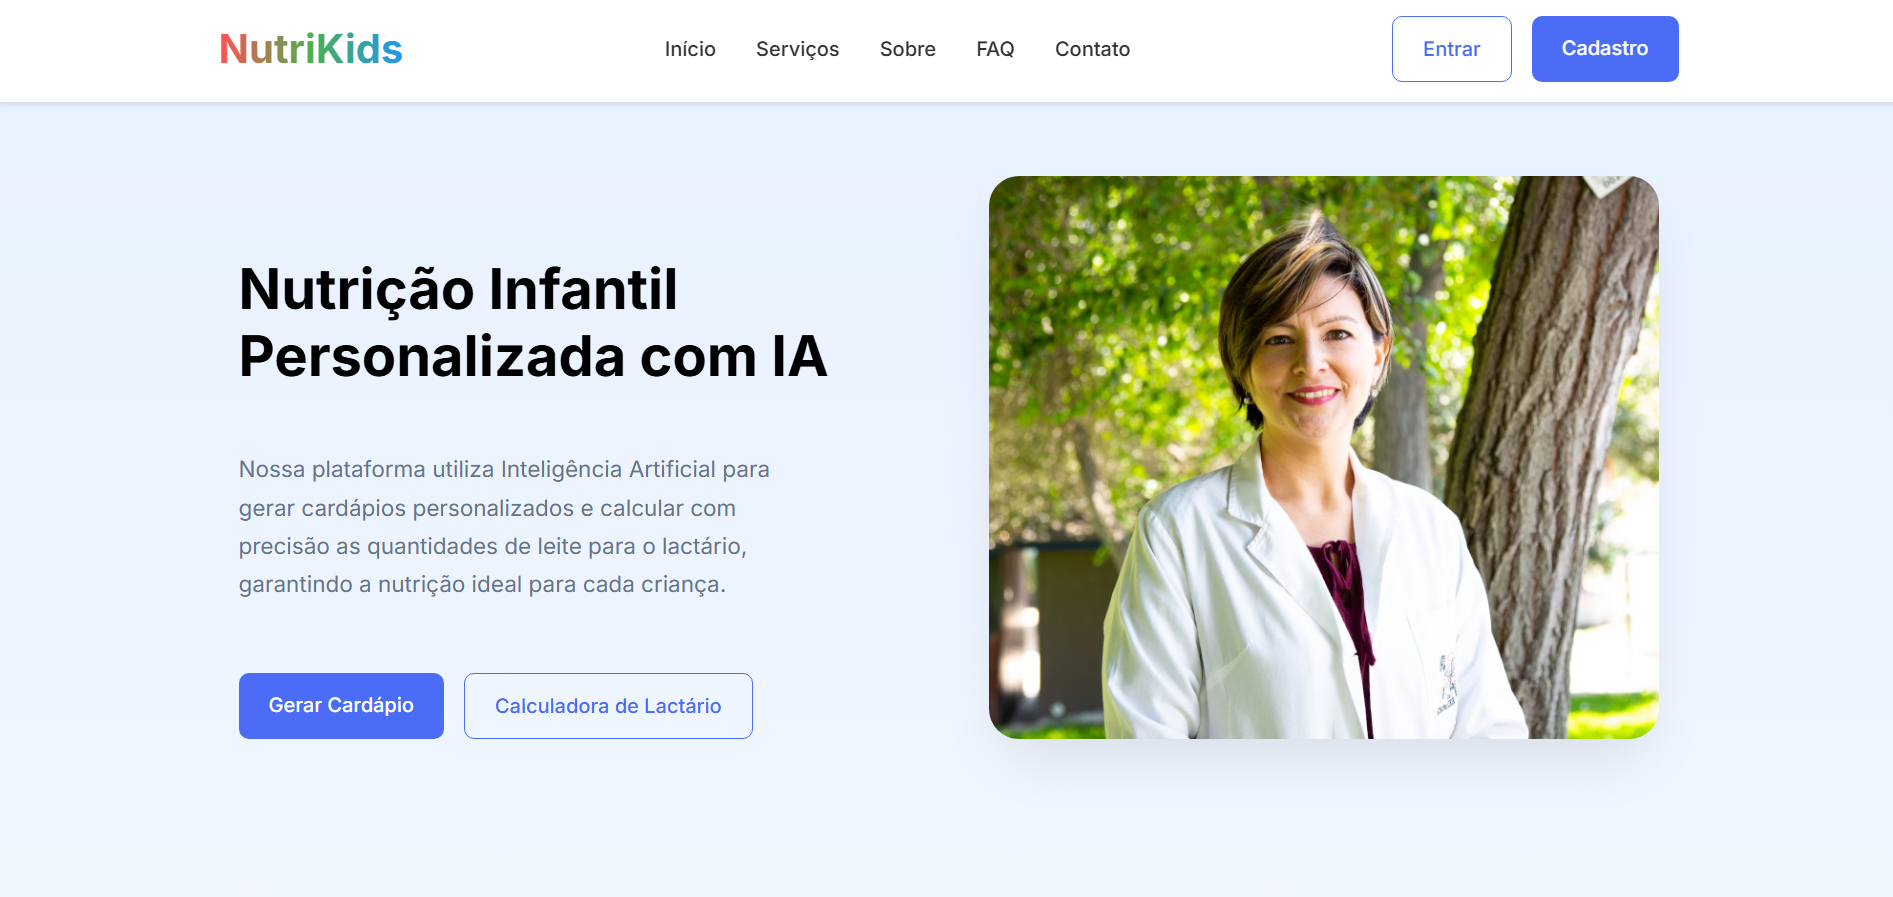 NutriKids
Início Serviços Sobre FAQ Contato
Entrar Cadastro
Nutrição Infantil
Personalizada com IA
Nossa plataforma utiliza Inteligência Artificial para
gerar cardápios personalizados e calcular com
precisão as quantidades de leite para o lactário,
garantindo a nutrição ideal para cada criança.
Gerar Cardápio Calculadora de Lactário